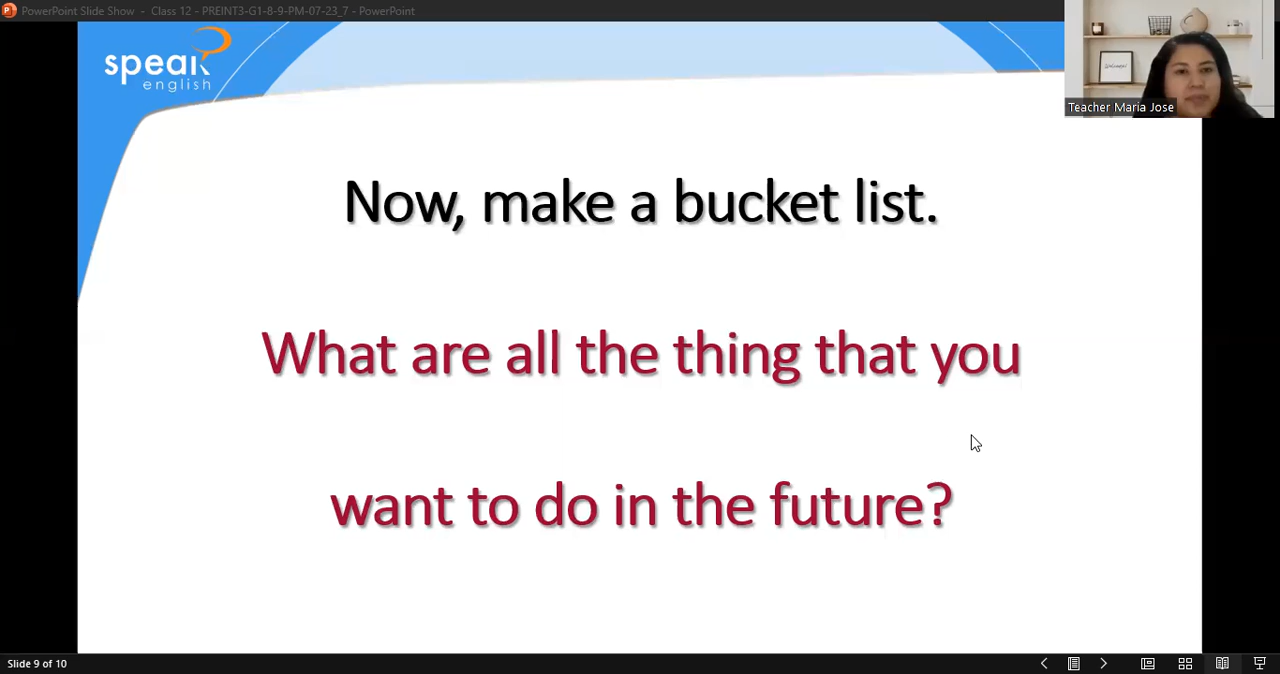 PowerPoint Slide Show - Class 12 - PREINT3-G1-8-9-PM-07-23_7 - PowerPoint
speak
english
Welcome!
Teacher Maria Jose
Now, make a bucket list.
What are all the thing that you
want to do in the future?
Slide 9 of 10